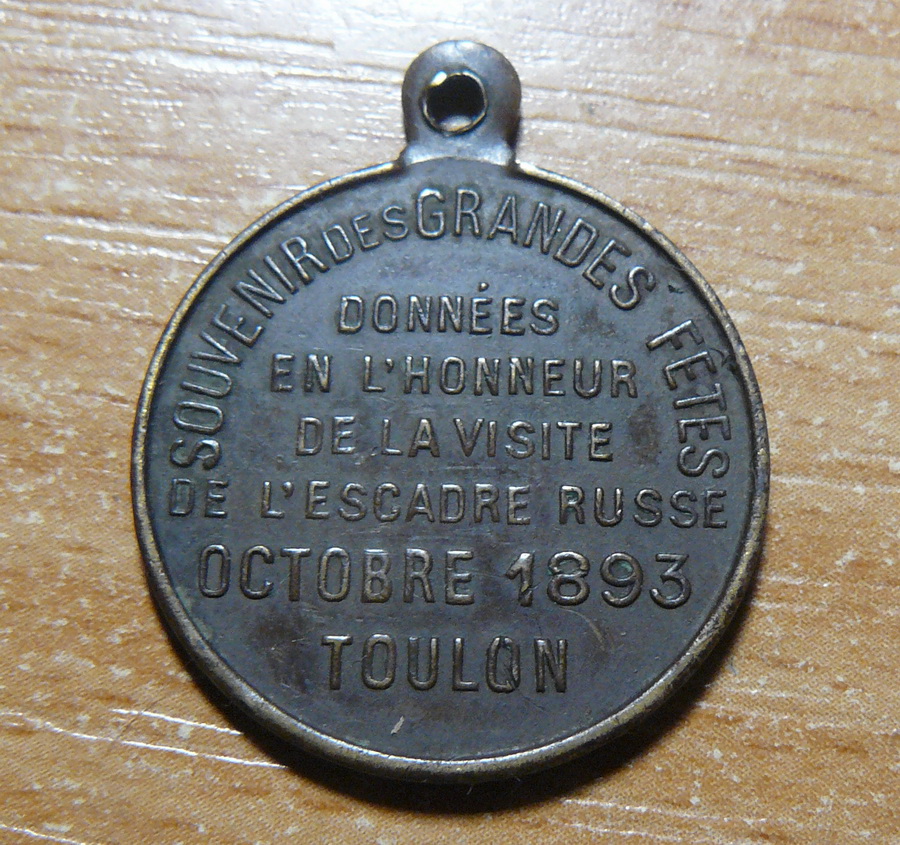 SOUVENIR DES GRANDES FÊTES
DONNÉES
EN L'HONNEUR
DE LA VISITE
DE L'ESCADRE RUSSE
OCTOBRE 1893
TOULON